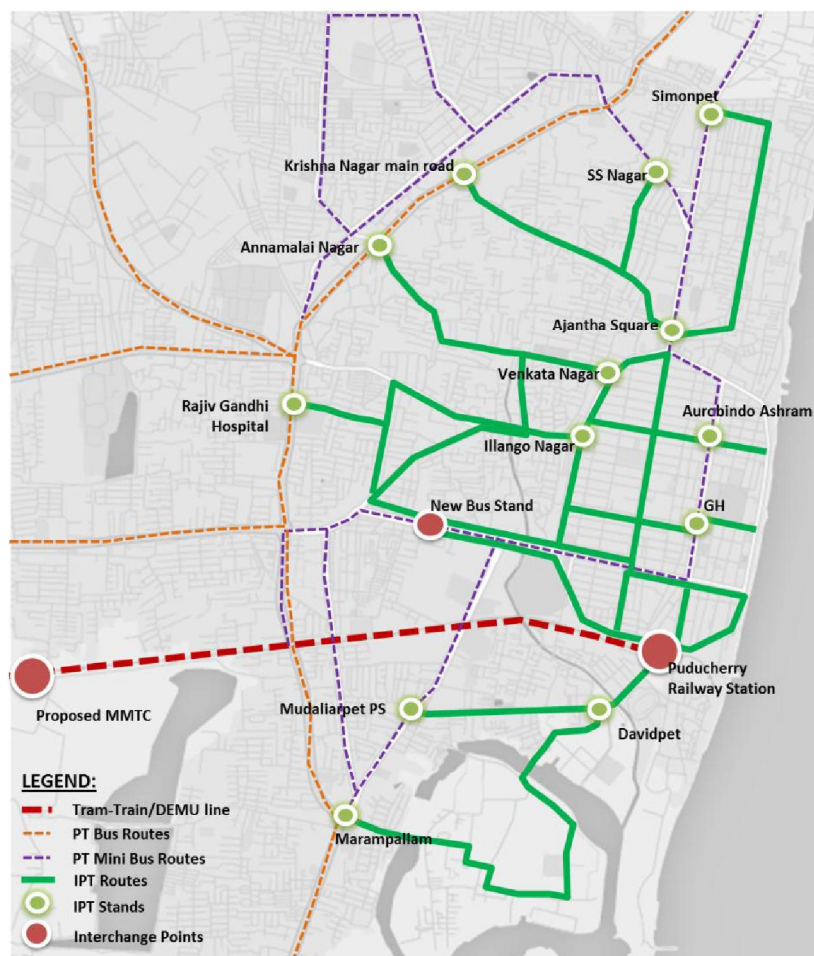 Simonpet
Krishna Nagar main road
SS Nagar
Annamalai Nagar
Ajantha Square
Venkata Nagar
Rajiv Gandhi
Hospital
Aurobindo Ashram
Illango Nagar
New Bus Stand
GH
Puducherry
Railway Station
Proposed MMTC
Mudaliarpet PS
Davidpet
Marampallam
LEGEND:
Tram-Train/DEMU line
PT Bus Routes
PT Mini Bus Routes
IPT Routes
IPT Stands
Interchange Points